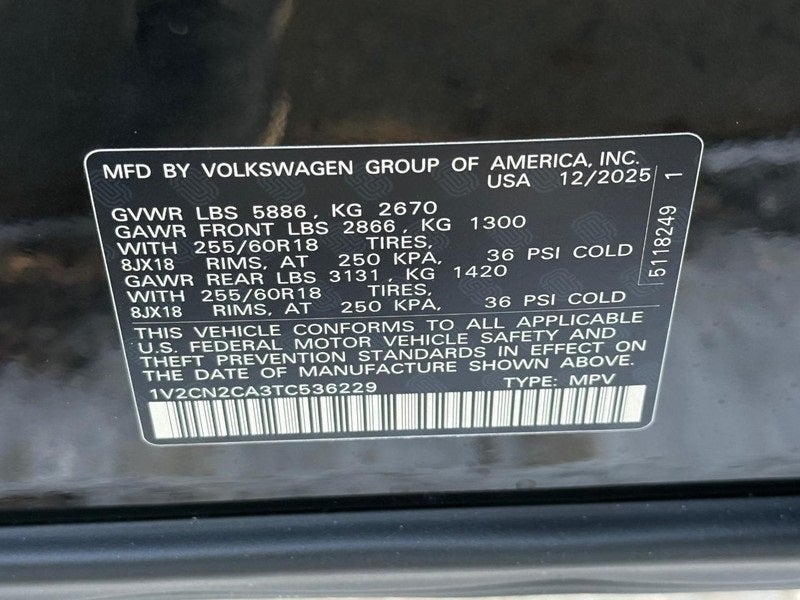 MFD BY VOLKSWAGEN GROUP OF AMERICA, INC.
USA 12/2025
GVWR LBS 5886, KG 2670
GAWR FRONT LBS 2866, KG 1300
WITH 255/60R18 TIRES,
8JX18 RIMS, AT 250 KPA, 36 PSI COLD
GAWR REAR LBS 3131, KG 1420
WITH 255/60R18 TIRES,
8JX18 RIMS, AT 250 KPA, 36 PSI COLD
THIS VEHICLE CONFORMS TO ALL APPLICABLE
U.S. FEDERAL MOTOR VEHICLE SAFETY AND
THEFT PREVENTION STANDARDS IN EFFECT ON
THE DATE OF MANUFACTURE SHOWN ABOVE.
1V2CN2CA3TC536229 TYPE: MPV
5118249 1